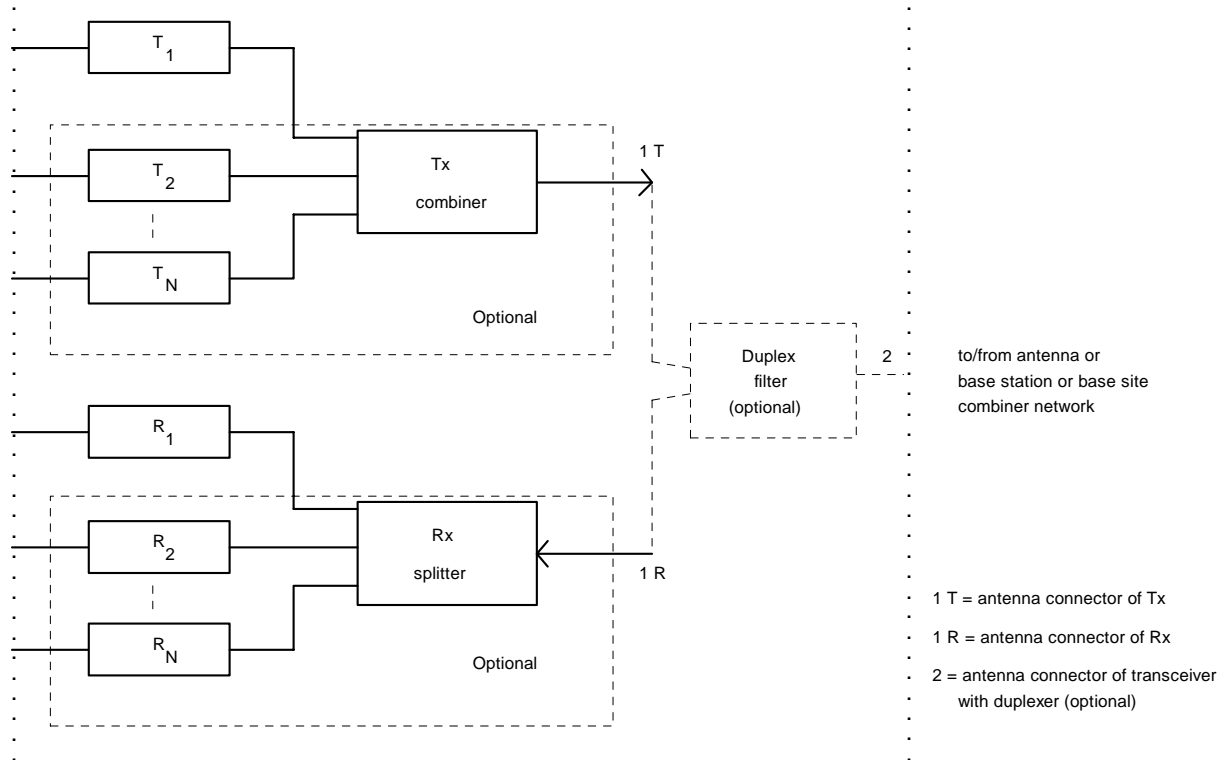 T1
T2
TN
Tx
combiner
1 T
Optional
Duplex
filter
(optional)
2
to/from antenna or
base station or base site
combiner network
R1
R2
RN
Rx
splitter
1 R
Optional
1 T = antenna connector of Tx
1 R = antenna connector of Rx
2 = antenna connector of transceiver
with duplexer (optional)